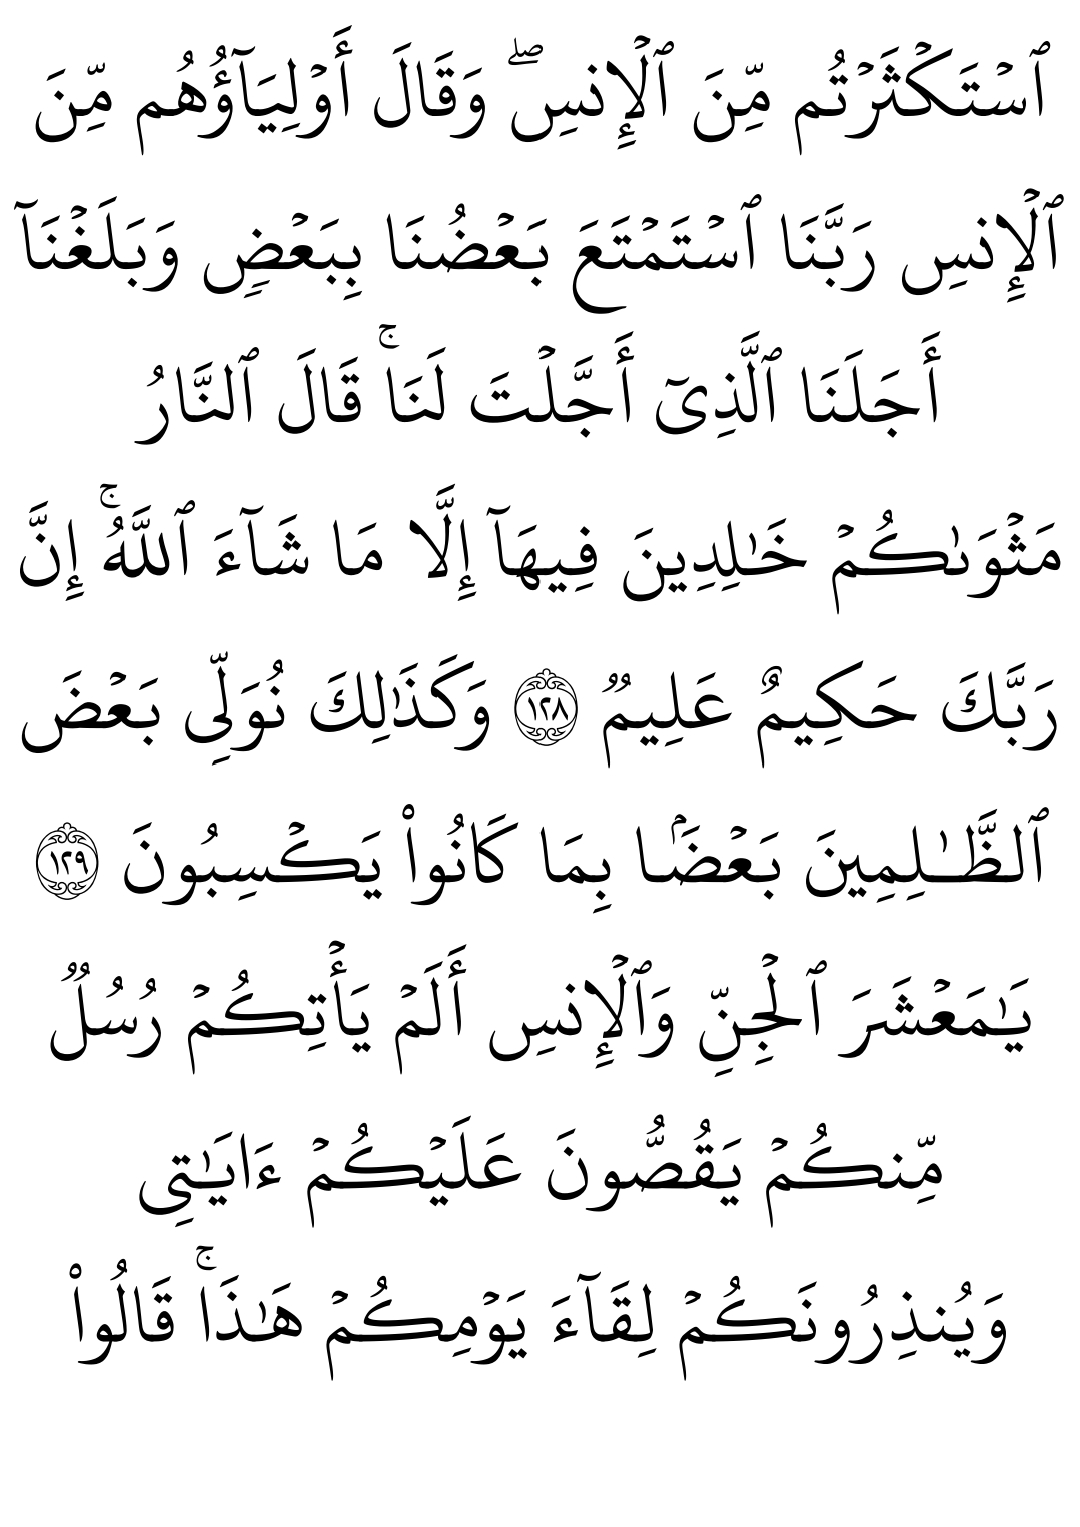 ٱسۡتَكۡثَرۡتُم مِّنَ ٱلۡإِنسِۖ وَقَالَ أَوۡلِيَآؤُهُم مِّنَ
ٱلۡإِنسِ رَبَّنَا ٱسۡتَمۡتَعَ بَعۡضُنَا بِبَعۡضٖ وَبَلَغۡنَآ
أَجَلَنَا ٱلَّذِيٓ أَجَّلۡتَ لَنَاۚ قَالَ ٱلنَّارُ
مَثۡوَىٰكُمۡ خَٰلِدِينَ فِيهَآ إِلَّا مَا شَآءَ ٱللَّهُۚ إِنَّ
رَبَّكَ حَكِيمٌ عَلِيمٞ ١٢٨ وَكَذَٰلِكَ نُوَلِّي بَعۡضَ
ٱلظَّٰلِمِينَ بَعۡضَۢا بِمَا كَانُواْ يَكۡسِبُونَ ١٢٩
يَٰمَعۡشَرَ ٱلۡجِنِّ وَٱلۡإِنسِ أَلَمۡ يَأۡتِكُمۡ رُسُلٞ
مِّنكُمۡ يَقُصُّونَ عَلَيۡكُمۡ ءَايَٰتِي
وَيُنذِرُونَكُمۡ لِقَآءَ يَوۡمِكُمۡ هَٰذَاۚ قَالُواْ